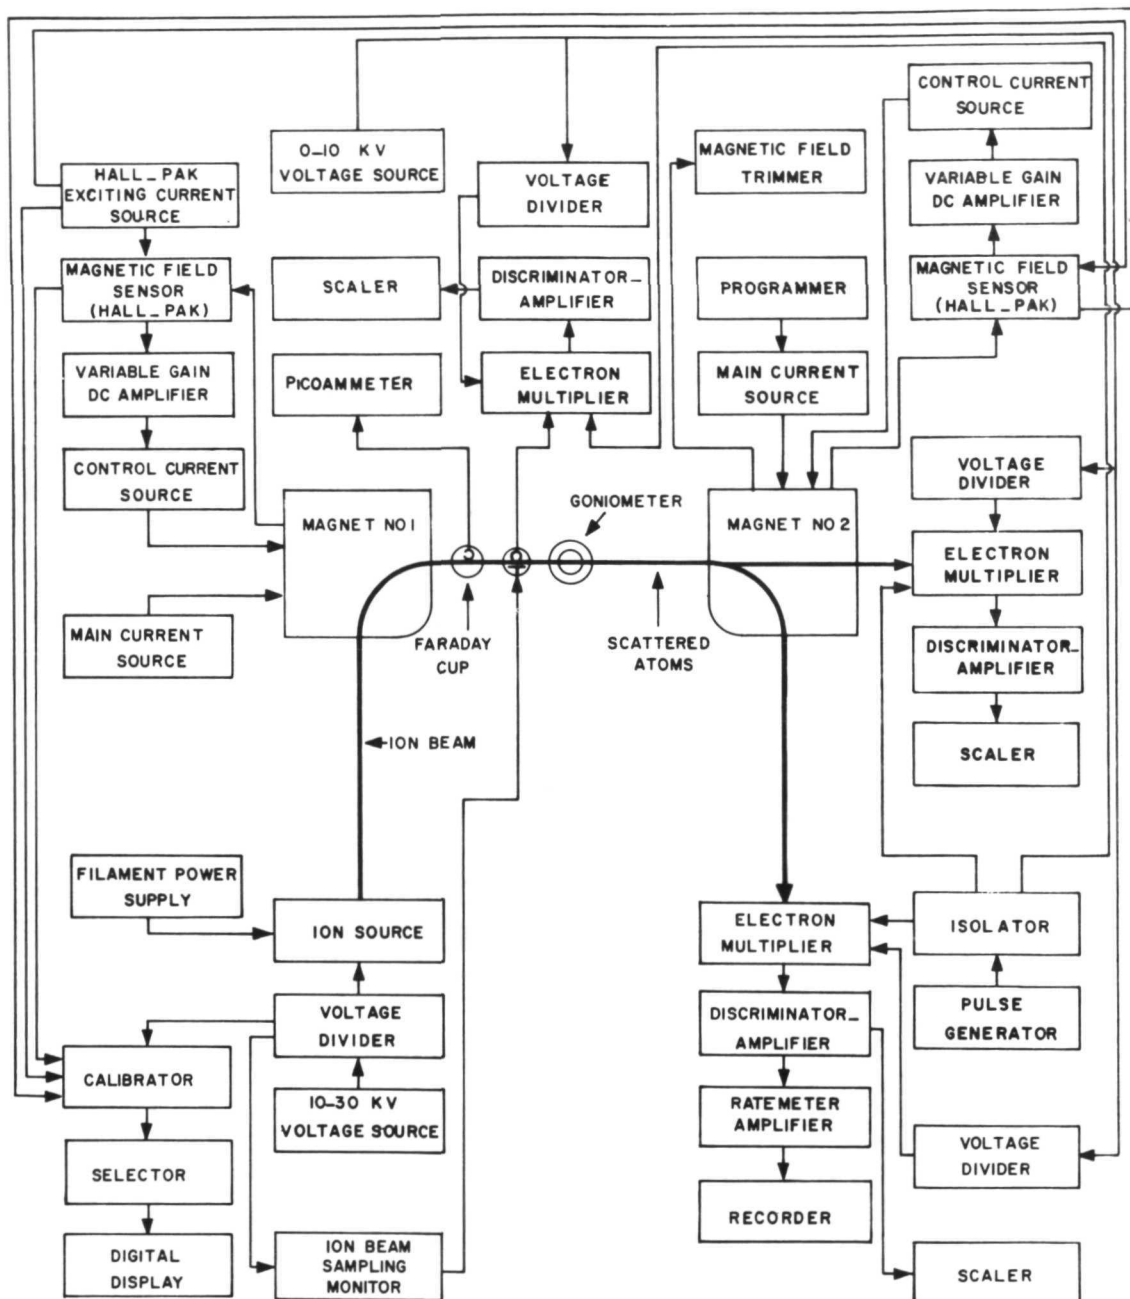 CONTROL CURRENT
SOURCE
0_10 KV
VOLTAGE SOURCE
MAGNETIC FIELD
TRIMMER
HALL_PAK
EXCITING CURRENT
SOURCE
VOLTAGE
DIVIDER
VARIABLE GAIN
DC AMPLIFIER
MAGNETIC FIELD
SENSOR
(HALL_PAK)
SCALER
DISCRIMINATOR_
AMPLIFIER
PROGRAMMER
MAGNETIC FIELD
SENSOR
(HALL_PAK)
VARIABLE GAIN
DC AMPLIFIER
PICOAMMETER
ELECTRON
MULTIPLIER
MAIN CURRENT
SOURCE
CONTROL CURRENT
SOURCE
VOLTAGE
DIVIDER
MAGNET NO 1
GONIOMETER
MAGNET NO 2
ELECTRON
MULTIPLIER
MAIN CURRENT
SOURCE
FARADAY
CUP
SCATTERED
ATOMS
DISCRIMINATOR_
AMPLIFIER
ION BEAM
SCALER
FILAMENT POWER
SUPPLY
ION SOURCE
ELECTRON
MULTIPLIER
ISOLATOR
VOLTAGE
DIVIDER
DISCRIMINATOR_
AMPLIFIER
PULSE
GENERATOR
CALIBRATOR
10_30 KV
VOLTAGE SOURCE
RATEMETER
AMPLIFIER
SELECTOR
VOLTAGE
DIVIDER
RECORDER
DIGITAL
DISPLAY
ION BEAM
SAMPLING
MONITOR
SCALER